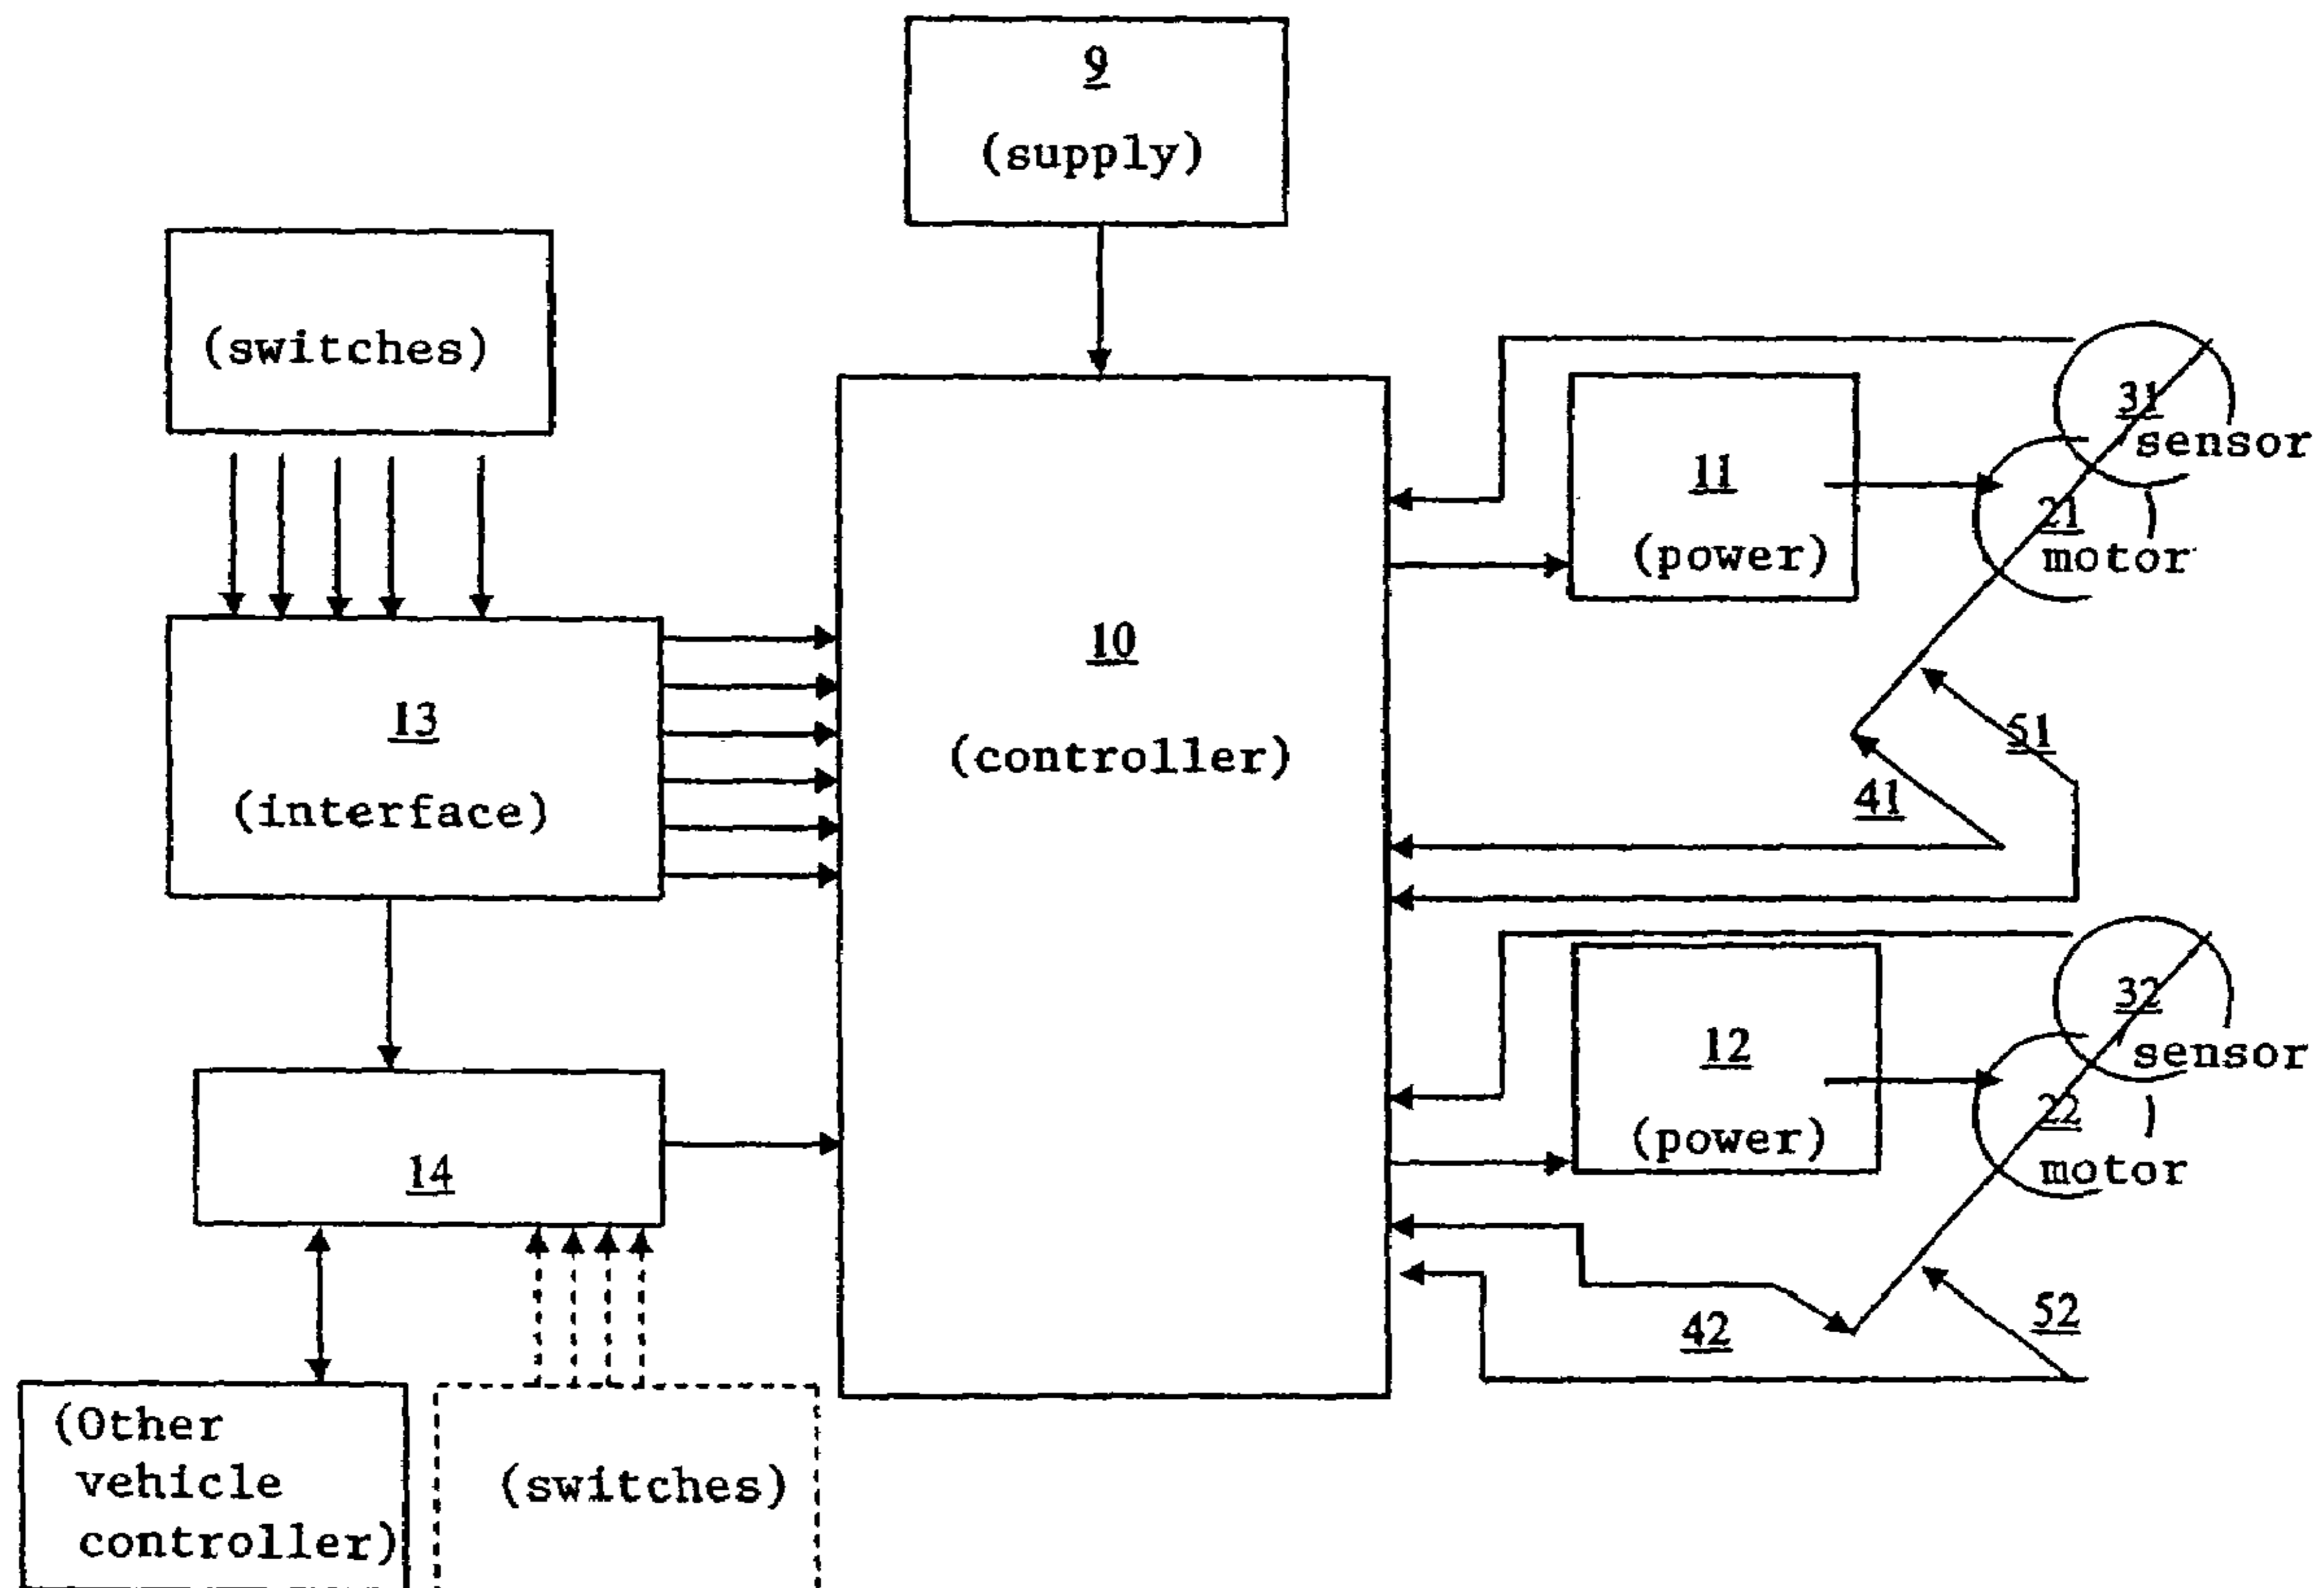 9
(supply)
(switches)
31
sensor
11
(power)
21
motor
)
10
(controller)
13
(interface)
51
41
32
sensor
12
(power)
22
motor
)
14
42
52
(Other
vehicle
controller)
(switches)